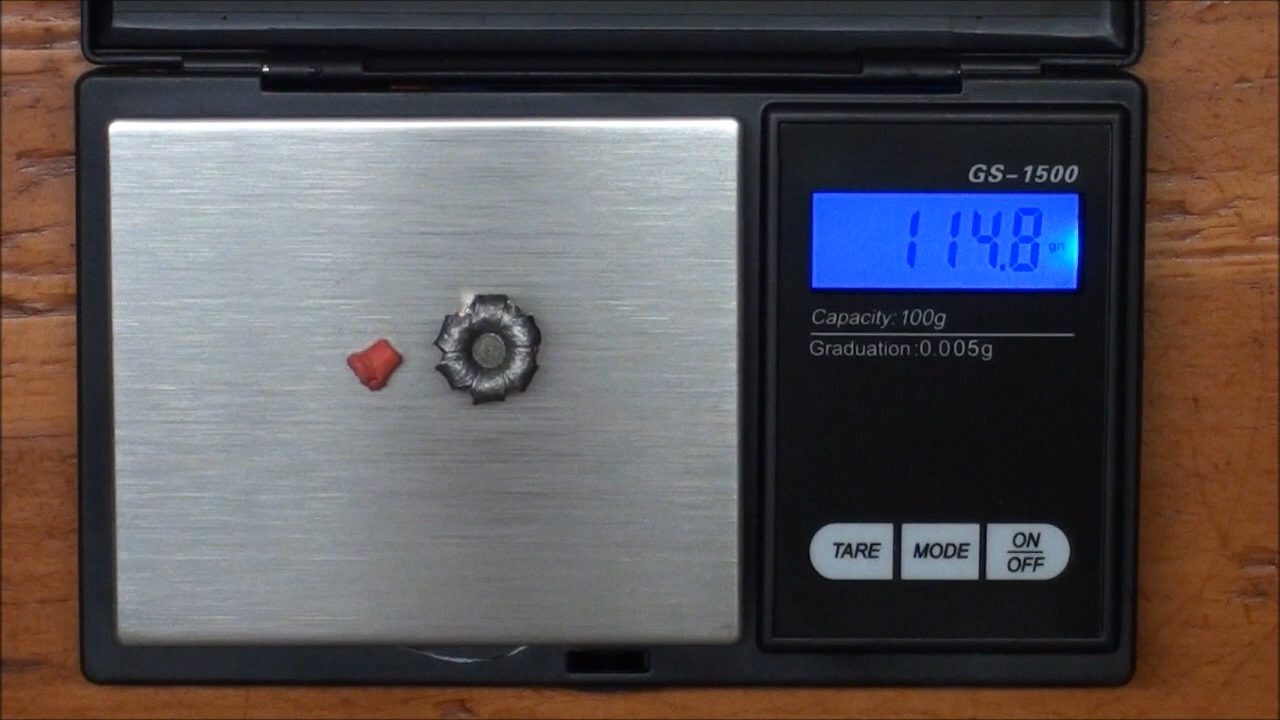 GS-1500
114.8 gn
Capacity: 100g
Graduation :0.005g
TARE MODE ON OFF